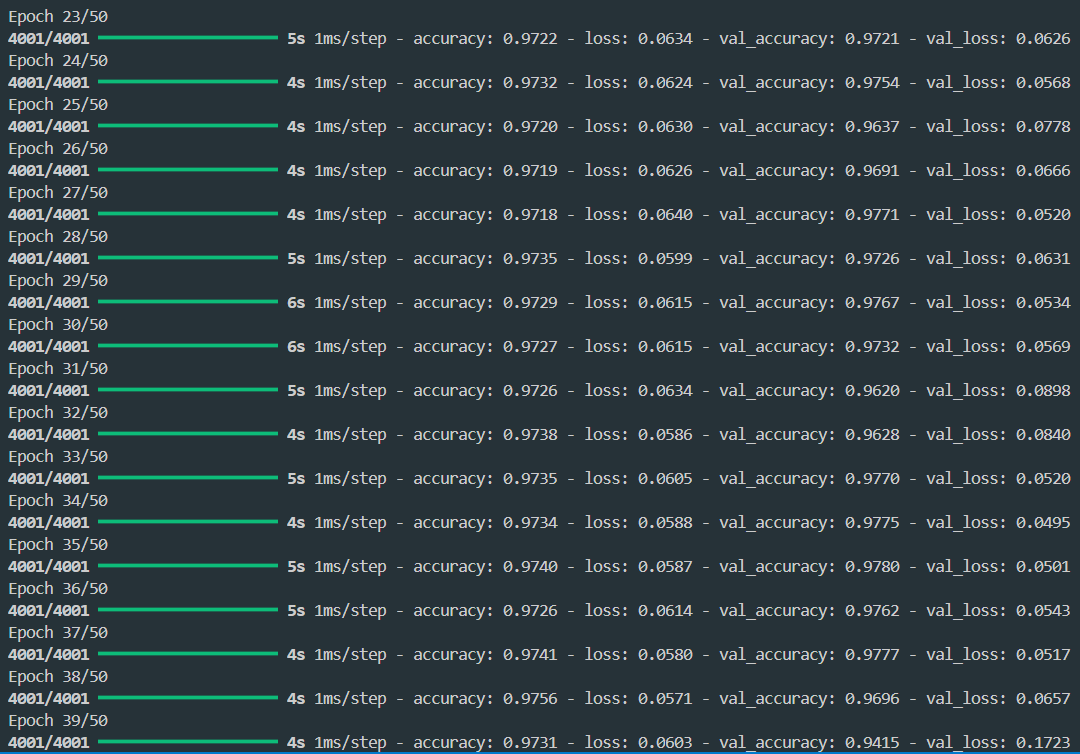 Epoch 23/50
4001/4001 5s 1ms/step - accuracy: 0.9722 - loss: 0.0634 - val_accuracy: 0.9721 - val_loss: 0.0626
Epoch 24/50
4001/4001 4s 1ms/step - accuracy: 0.9732 - loss: 0.0624 - val_accuracy: 0.9754 - val_loss: 0.0568
Epoch 25/50
4001/4001 4s 1ms/step - accuracy: 0.9720 - loss: 0.0630 - val_accuracy: 0.9637 - val_loss: 0.0778
Epoch 26/50
4001/4001 4s 1ms/step - accuracy: 0.9719 - loss: 0.0626 - val_accuracy: 0.9691 - val_loss: 0.0666
Epoch 27/50
4001/4001 4s 1ms/step - accuracy: 0.9718 - loss: 0.0640 - val_accuracy: 0.9771 - val_loss: 0.0520
Epoch 28/50
4001/4001 5s 1ms/step - accuracy: 0.9735 - loss: 0.0599 - val_accuracy: 0.9726 - val_loss: 0.0631
Epoch 29/50
4001/4001 6s 1ms/step - accuracy: 0.9729 - loss: 0.0615 - val_accuracy: 0.9767 - val_loss: 0.0534
Epoch 30/50
4001/4001 6s 1ms/step - accuracy: 0.9727 - loss: 0.0615 - val_accuracy: 0.9732 - val_loss: 0.0569
Epoch 31/50
4001/4001 5s 1ms/step - accuracy: 0.9726 - loss: 0.0634 - val_accuracy: 0.9620 - val_loss: 0.0898
Epoch 32/50
4001/4001 4s 1ms/step - accuracy: 0.9738 - loss: 0.0586 - val_accuracy: 0.9628 - val_loss: 0.0840
Epoch 33/50
4001/4001 5s 1ms/step - accuracy: 0.9735 - loss: 0.0605 - val_accuracy: 0.9770 - val_loss: 0.0520
Epoch 34/50
4001/4001 4s 1ms/step - accuracy: 0.9734 - loss: 0.0588 - val_accuracy: 0.9775 - val_loss: 0.0495
Epoch 35/50
4001/4001 5s 1ms/step - accuracy: 0.9740 - loss: 0.0587 - val_accuracy: 0.9780 - val_loss: 0.0501
Epoch 36/50
4001/4001 5s 1ms/step - accuracy: 0.9726 - loss: 0.0614 - val_accuracy: 0.9762 - val_loss: 0.0543
Epoch 37/50
4001/4001 4s 1ms/step - accuracy: 0.9741 - loss: 0.0580 - val_accuracy: 0.9777 - val_loss: 0.0517
Epoch 38/50
4001/4001 4s 1ms/step - accuracy: 0.9756 - loss: 0.0571 - val_accuracy: 0.9696 - val_loss: 0.0657
Epoch 39/50
4001/4001 4s 1ms/step - accuracy: 0.9731 - loss: 0.0603 - val_accuracy: 0.9415 - val_loss: 0.1723